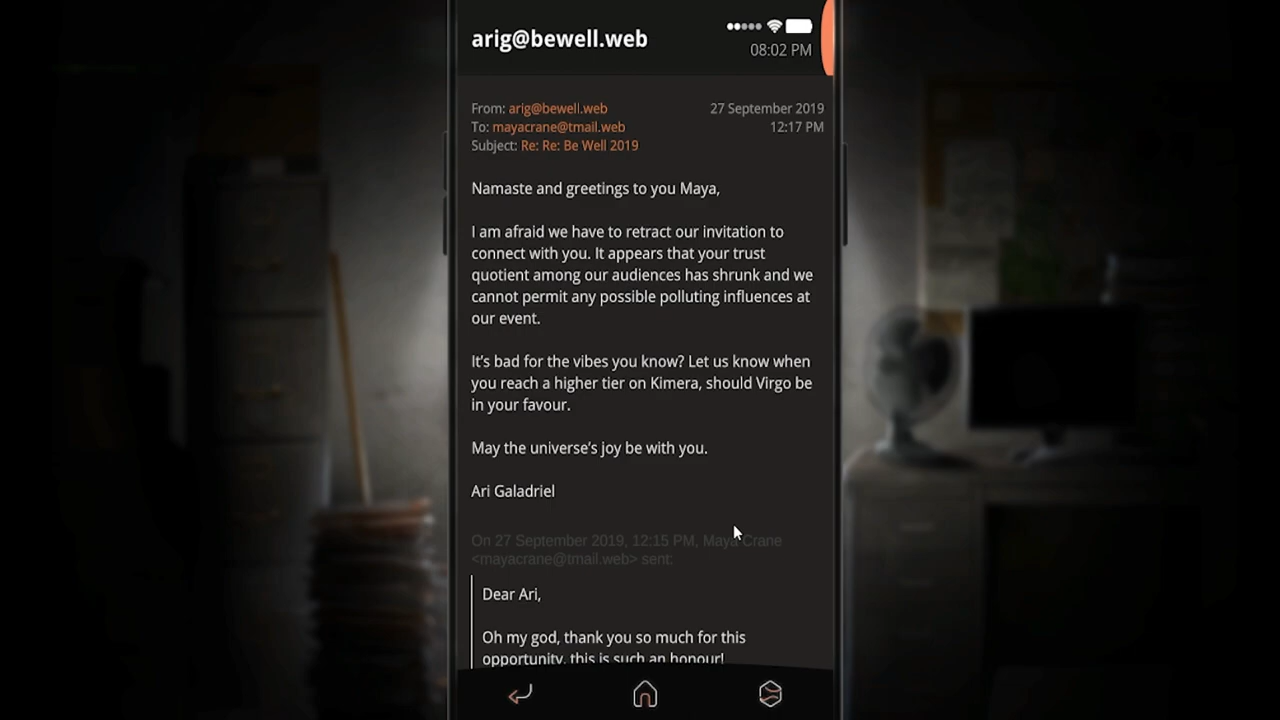 arig@bewell.web
08:02 PM
From: arig@bewell.web
27 September 2019
To: mayacrane@tmail.web
12:17 PM
Subject: Re: Re: Be Well 2019
Namaste and greetings to you Maya,
I am afraid we have to retract our invitation to
connect with you. It appears that your trust
quotient among our audiences has shrunk and we
cannot permit any possible polluting influences at
our event.
It's bad for the vibes you know? Let us know when
you reach a higher tier on Kimera, should Virgo be
in your favour.
May the universe's joy be with you.
Ari Galadriel
On 27 September 2019, 12:15 PM, Maya Crane
<mayacrane@tmail.web> sent:
Dear Ari,
Oh my god, thank you so much for this
opportunity, this is such an honour!